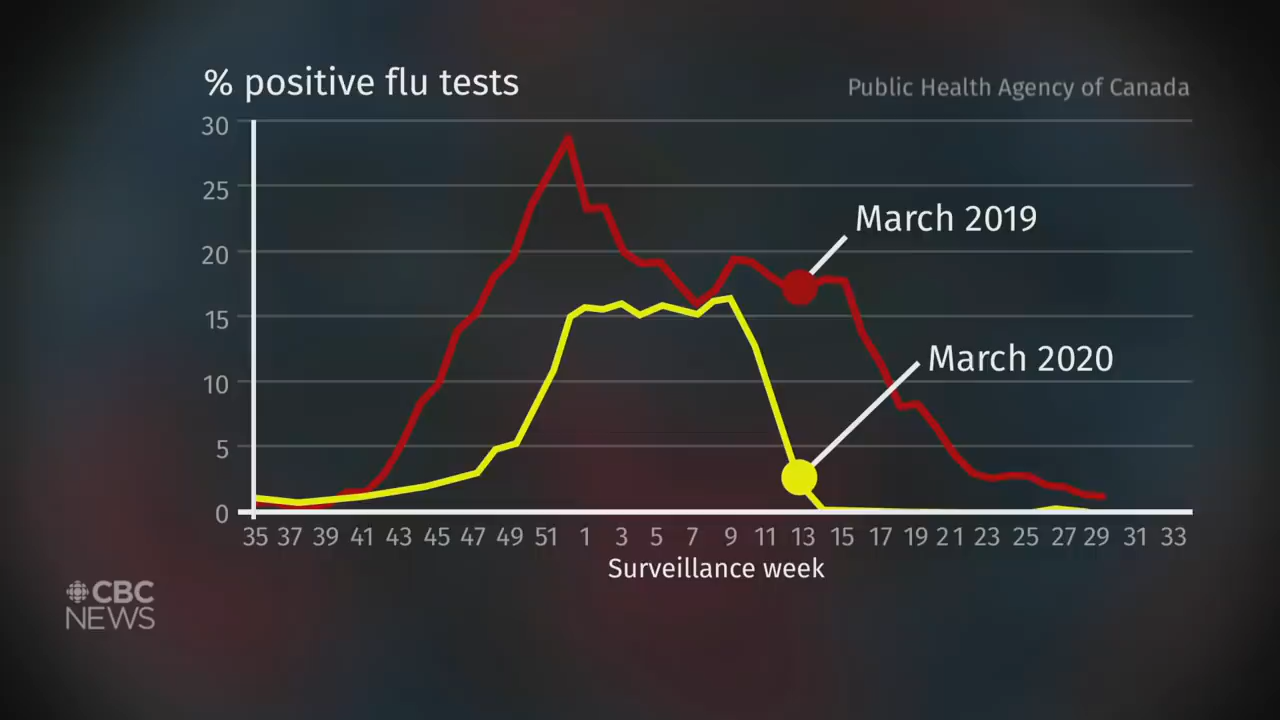 % positive flu tests
Public Health Agency of Canada
30
25
20
15
10
5
0
March 2019
March 2020
35 37 39 41 43 45 47 49 51 1 3 5 7 9 11 13 15 17 19 21 23 25 27 29 31 33
Surveillance week
CBC
NEWS